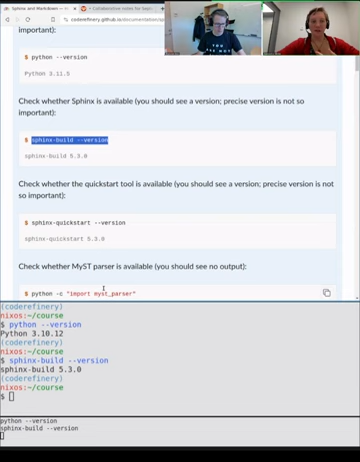 Sphinx and Markdown
Collaborative notes for
coderefinery.github.io/documentation/sp
important):
$ python --version
Python 3.11.5
Check whether Sphinx is available (you should see a version; precise version is not so
important):
$ sphinx-build --version
sphinx-build 5.3.0
Check whether the quickstart tool is available (you should see a version; precise version is not
so important):
$ sphinx-quickstart --version
sphinx-quickstart 5.3.0
Check whether MyST parser is available (you should see no output):
$ python -c "import myst_parser"
(coderefinery)
nixos:~/course
$ python --version
Python 3.10.12
(coderefinery)
nixos:~/course
$ sphinx-build --version
sphinx-build 5.3.0
(coderefinery)
nixos:~/course
$
python --version
sphinx-build --version